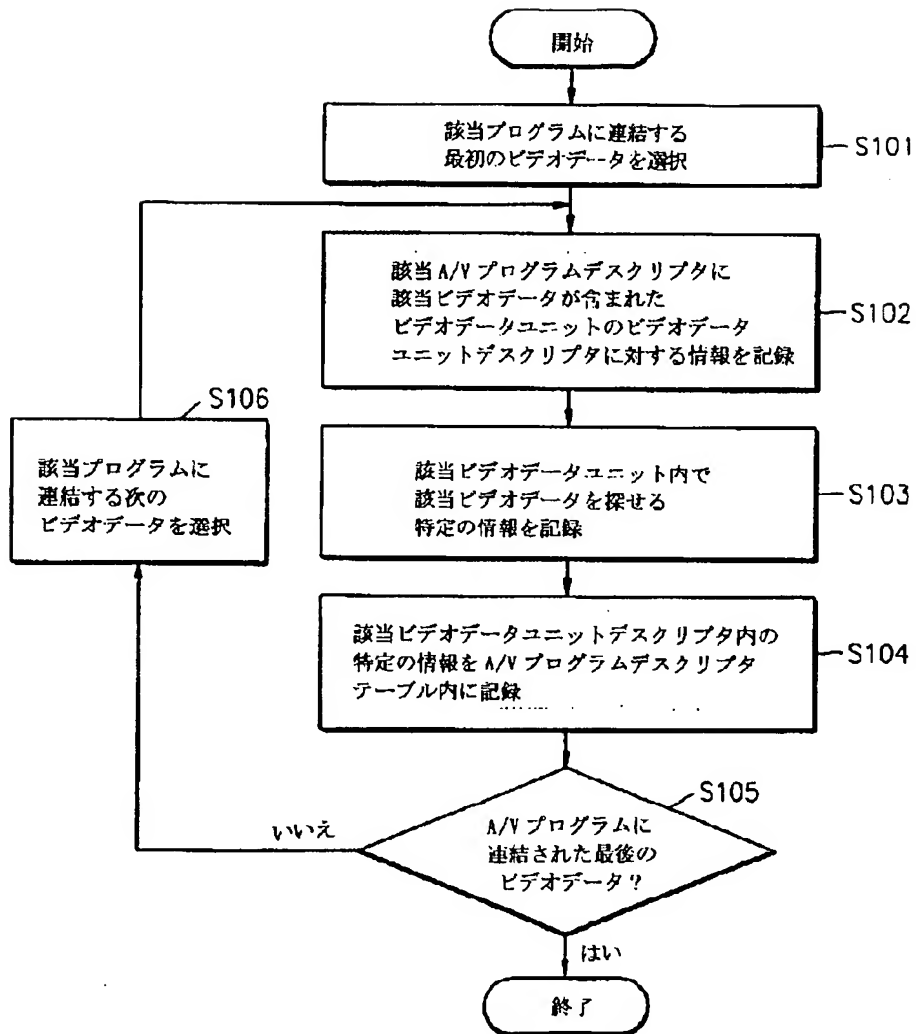 開始
該当プログラムに連結する
最初のビデオデータを選択
S101
該当 A/V プログラムデスクリプタに
該当ビデオデータが含まれた
ビデオデータユニットのビデオデータ
ユニットデスクリプタに対する情報を記録
S102
該当ビデオデータユニット内で
該当ビデオデータを探せる
特定の情報を記録
S103
該当ビデオデータユニットデスクリプタ内の
特定の情報を A/V プログラムデスクリプタ
テーブル内に記録
S104
S105
A/V プログラムに
連結された最後の
ビデオデータ?
いいえ
S106
該当プログラムに
連結する次の
ビデオデータを選択
はい
終了